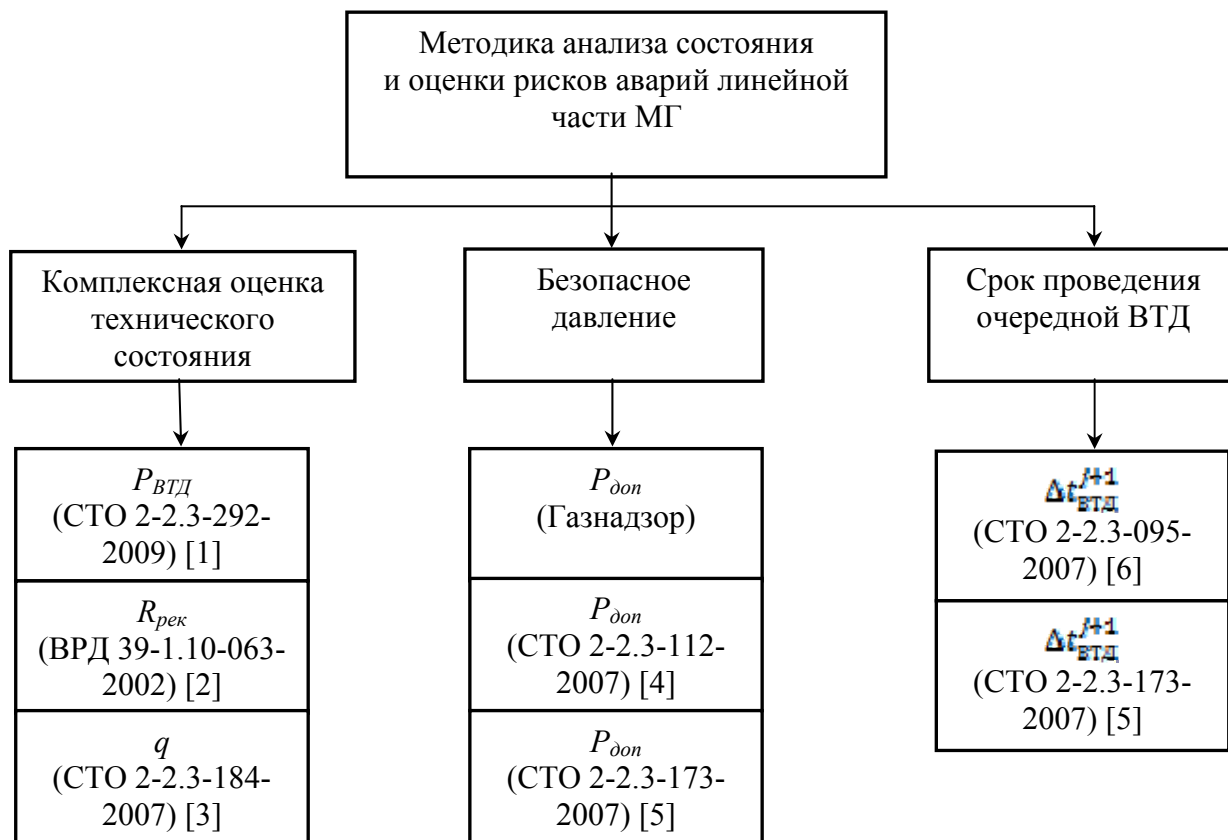 Методика анализа состояния
и оценки рисков аварий линейной
части МГ
Комплексная оценка
технического
состояния
Безопасное
давление
Срок проведения
очередной ВТД
P_ВТД
(СТО 2-2.3-292-
2009) [1]
R_рек
(ВРД 39-1.10-063-
2002) [2]
q
(СТО 2-2.3-184-
2007) [3]
P_доп
(Газнадзор)
P_доп
(СТО 2-2.3-112-
2007) [4]
P_доп
(СТО 2-2.3-173-
2007) [5]
Δt_ВТД^j+1
(СТО 2-2.3-095-
2007) [6]
Δt_ВТД^j+1
(СТО 2-2.3-173-
2007) [5]